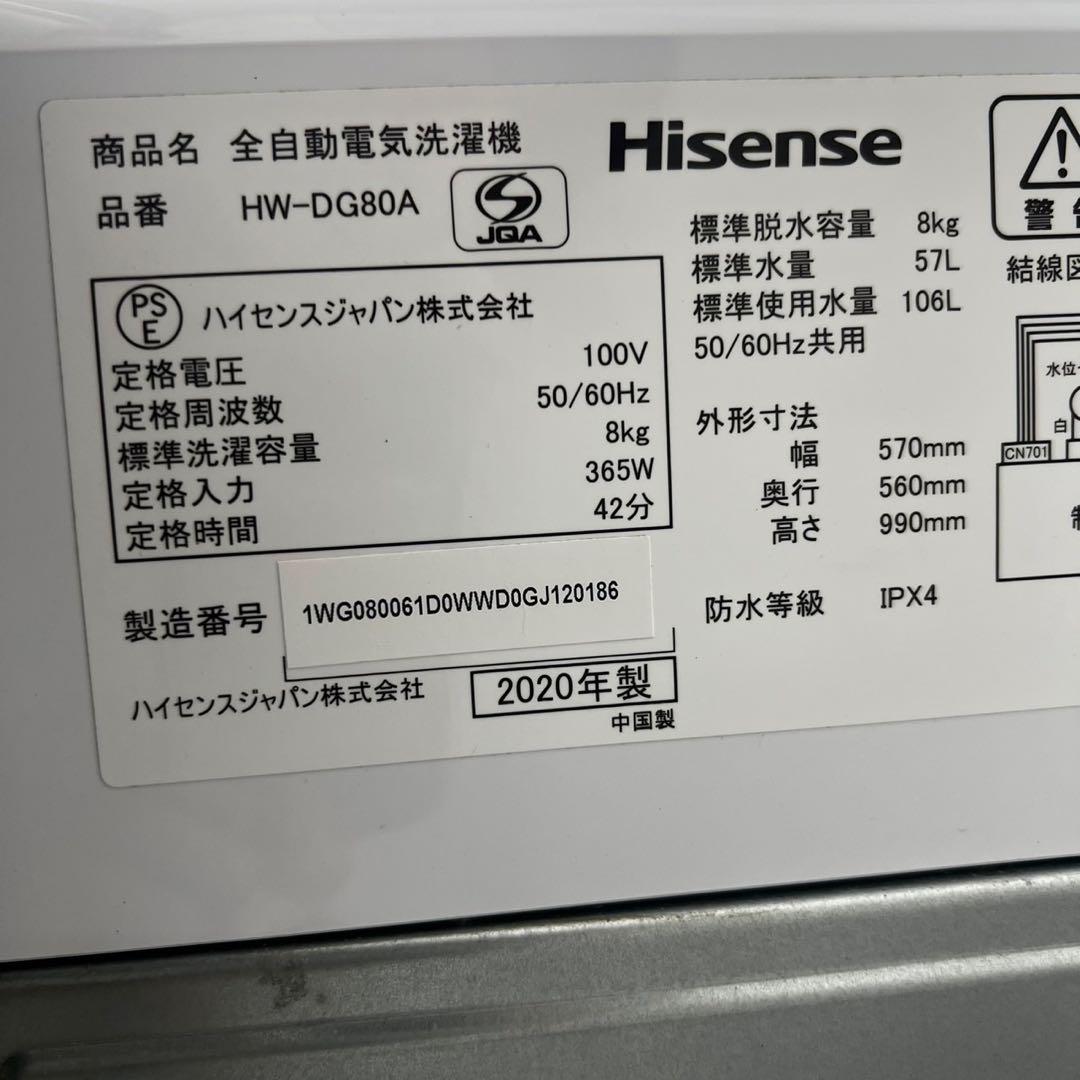 商品名 全自動電気洗濯機
品番 HW-DG80A
JQA
Hisense
PS
E
ハイセンスジャパン株式会社
定格電圧 100V
定格周波数 50/60Hz
標準洗濯容量 8kg
定格入力 365W
定格時間 42分
製造番号 1WG080061D0WWD0GJ120186
ハイセンスジャパン株式会社
2020年製
中国製
標準脱水容量 8kg
標準水量 57L
標準使用水量 106L
50/60Hz共用
外形寸法
幅 570mm
奥行 560mm
高さ 990mm
防水等級 IPX4
警
結線図
水位
白
CN701